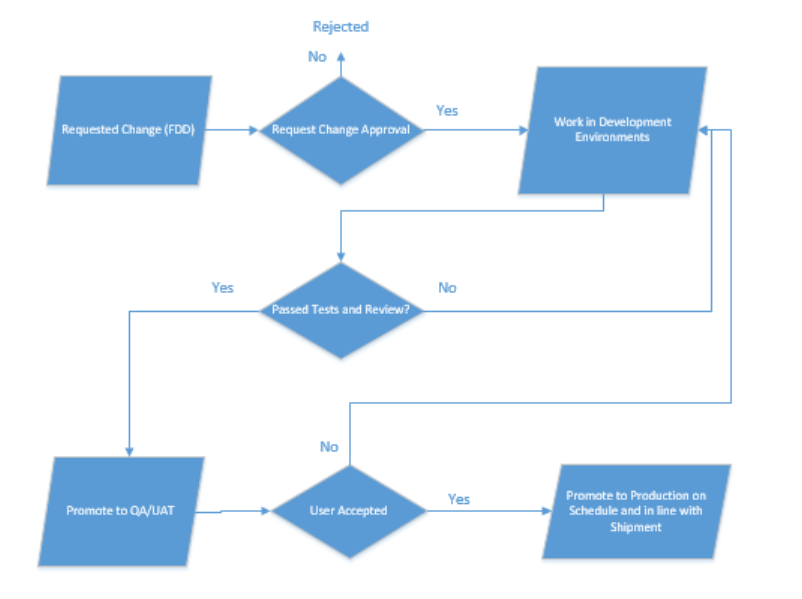 Rejected
No
Requested Change (FDD)
Request Change Approval
Yes
Work in Development
Environments
Yes
Passed Tests and Review?
No
No
Promote to QA/UAT
User Accepted
Yes
Promote to Production on
Schedule and in line with
Shipment